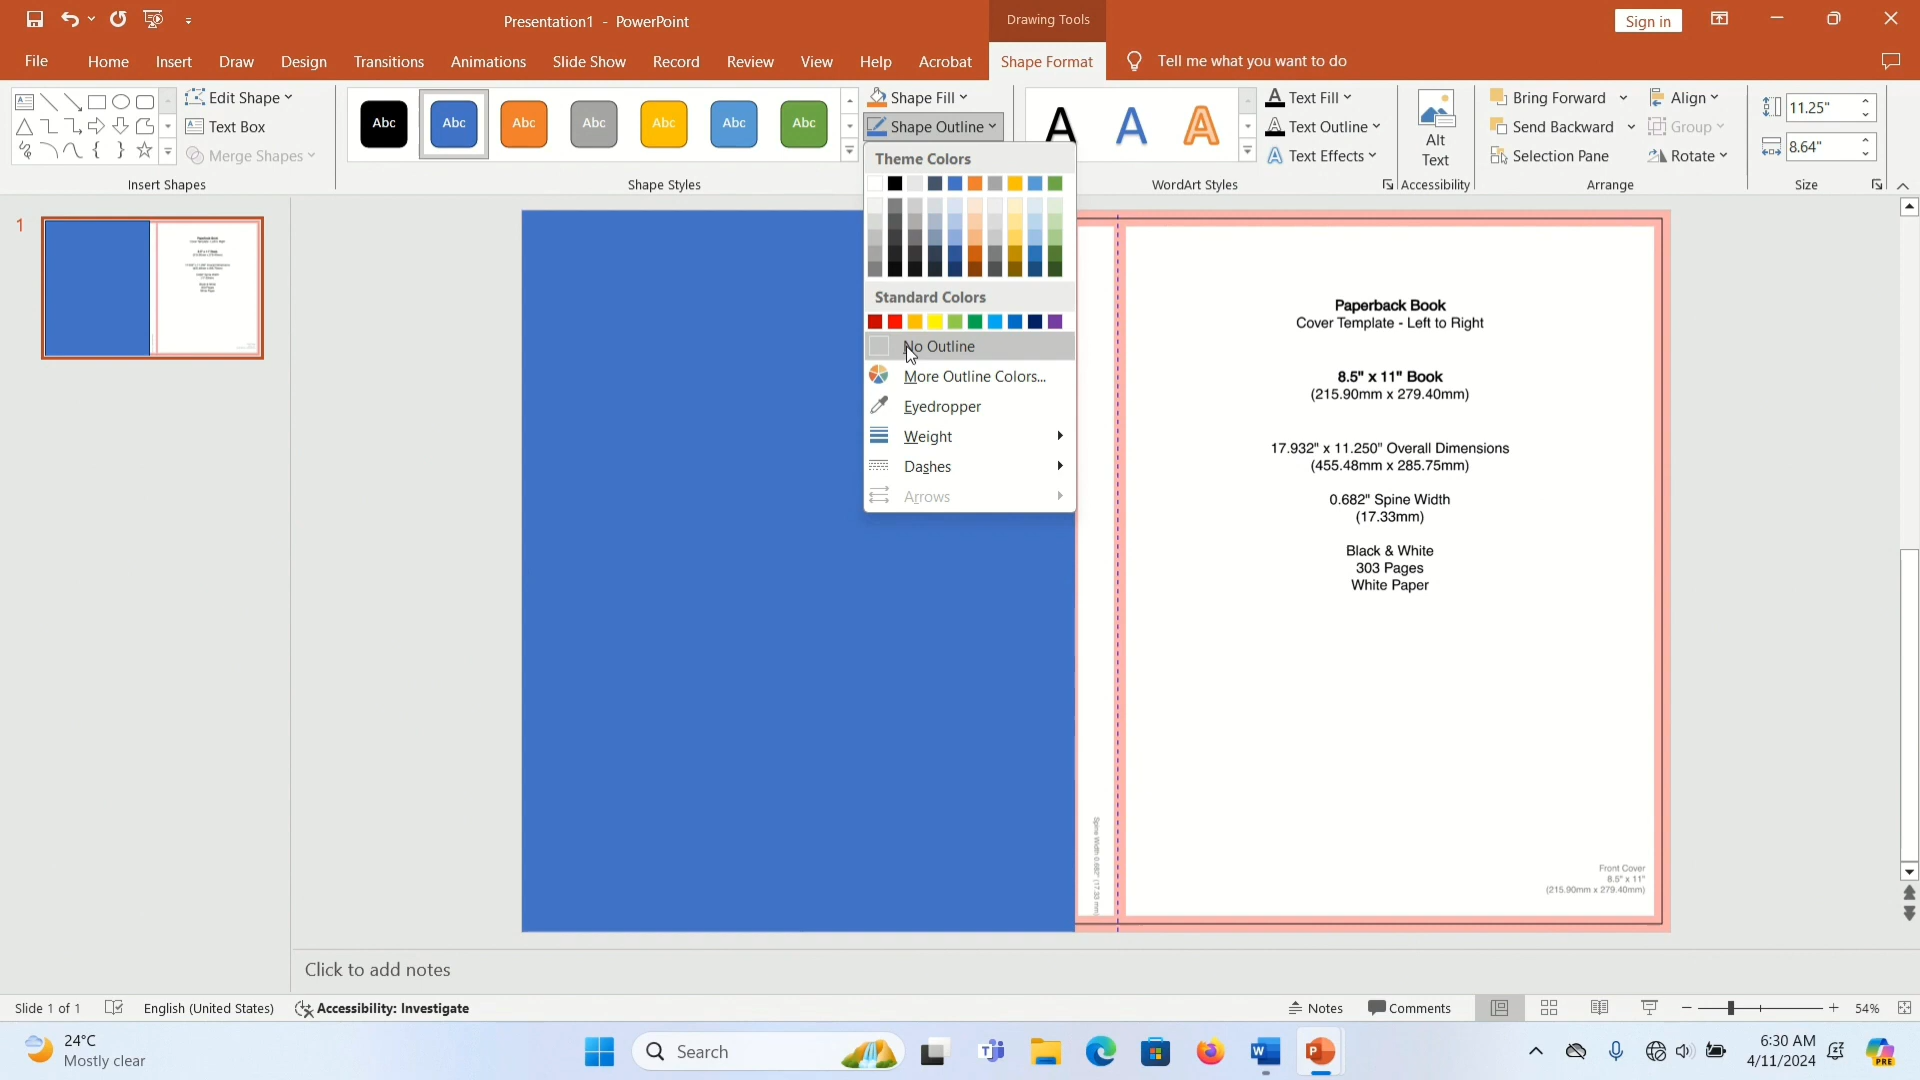 Presentation1 - PowerPoint
Drawing Tools
Sign in
File
Home
Insert
Draw
Design
Transitions
Animations
Slide Show
Record
Review
View
Help
Acrobat
Shape Format
Tell me what you want to do
Edit Shape
Text Box
Merge Shapes
Insert Shapes
Abc
Abc
Abc
Abc
Abc
Abc
Abc
Shape Styles
Shape Fill
Shape Outline
A
A
A
Text Fill
Text Outline
Text Effects
WordArt Styles
Alt
Text
Accessibility
Bring Forward
Send Backward
Selection Pane
Align
Group
Rotate
Arrange
11.25"
8.64"
Size
Theme Colors
Standard Colors
No Outline
More Outline Colors...
Eyedropper
Weight
Dashes
Arrows
1
Paperback Book
Cover Template - Left to Right
8.5" x 11" Book
(215.90mm x 279.40mm)
17.932" x 11.250" Overall Dimensions
(455.48mm x 285.75mm)
0.682" Spine Width
(17.33mm)
Black & White
303 Pages
White Paper
Spine Width 0.682" (17.33 mm)
Front Cover
8.5" x 11"
(215.90mm x 279.40mm)
Click to add notes
Slide 1 of 1
English (United States)
Accessibility: Investigate
Notes
Comments
54%
24°C
Mostly clear
Search
6:30 AM
4/11/2024
PRE